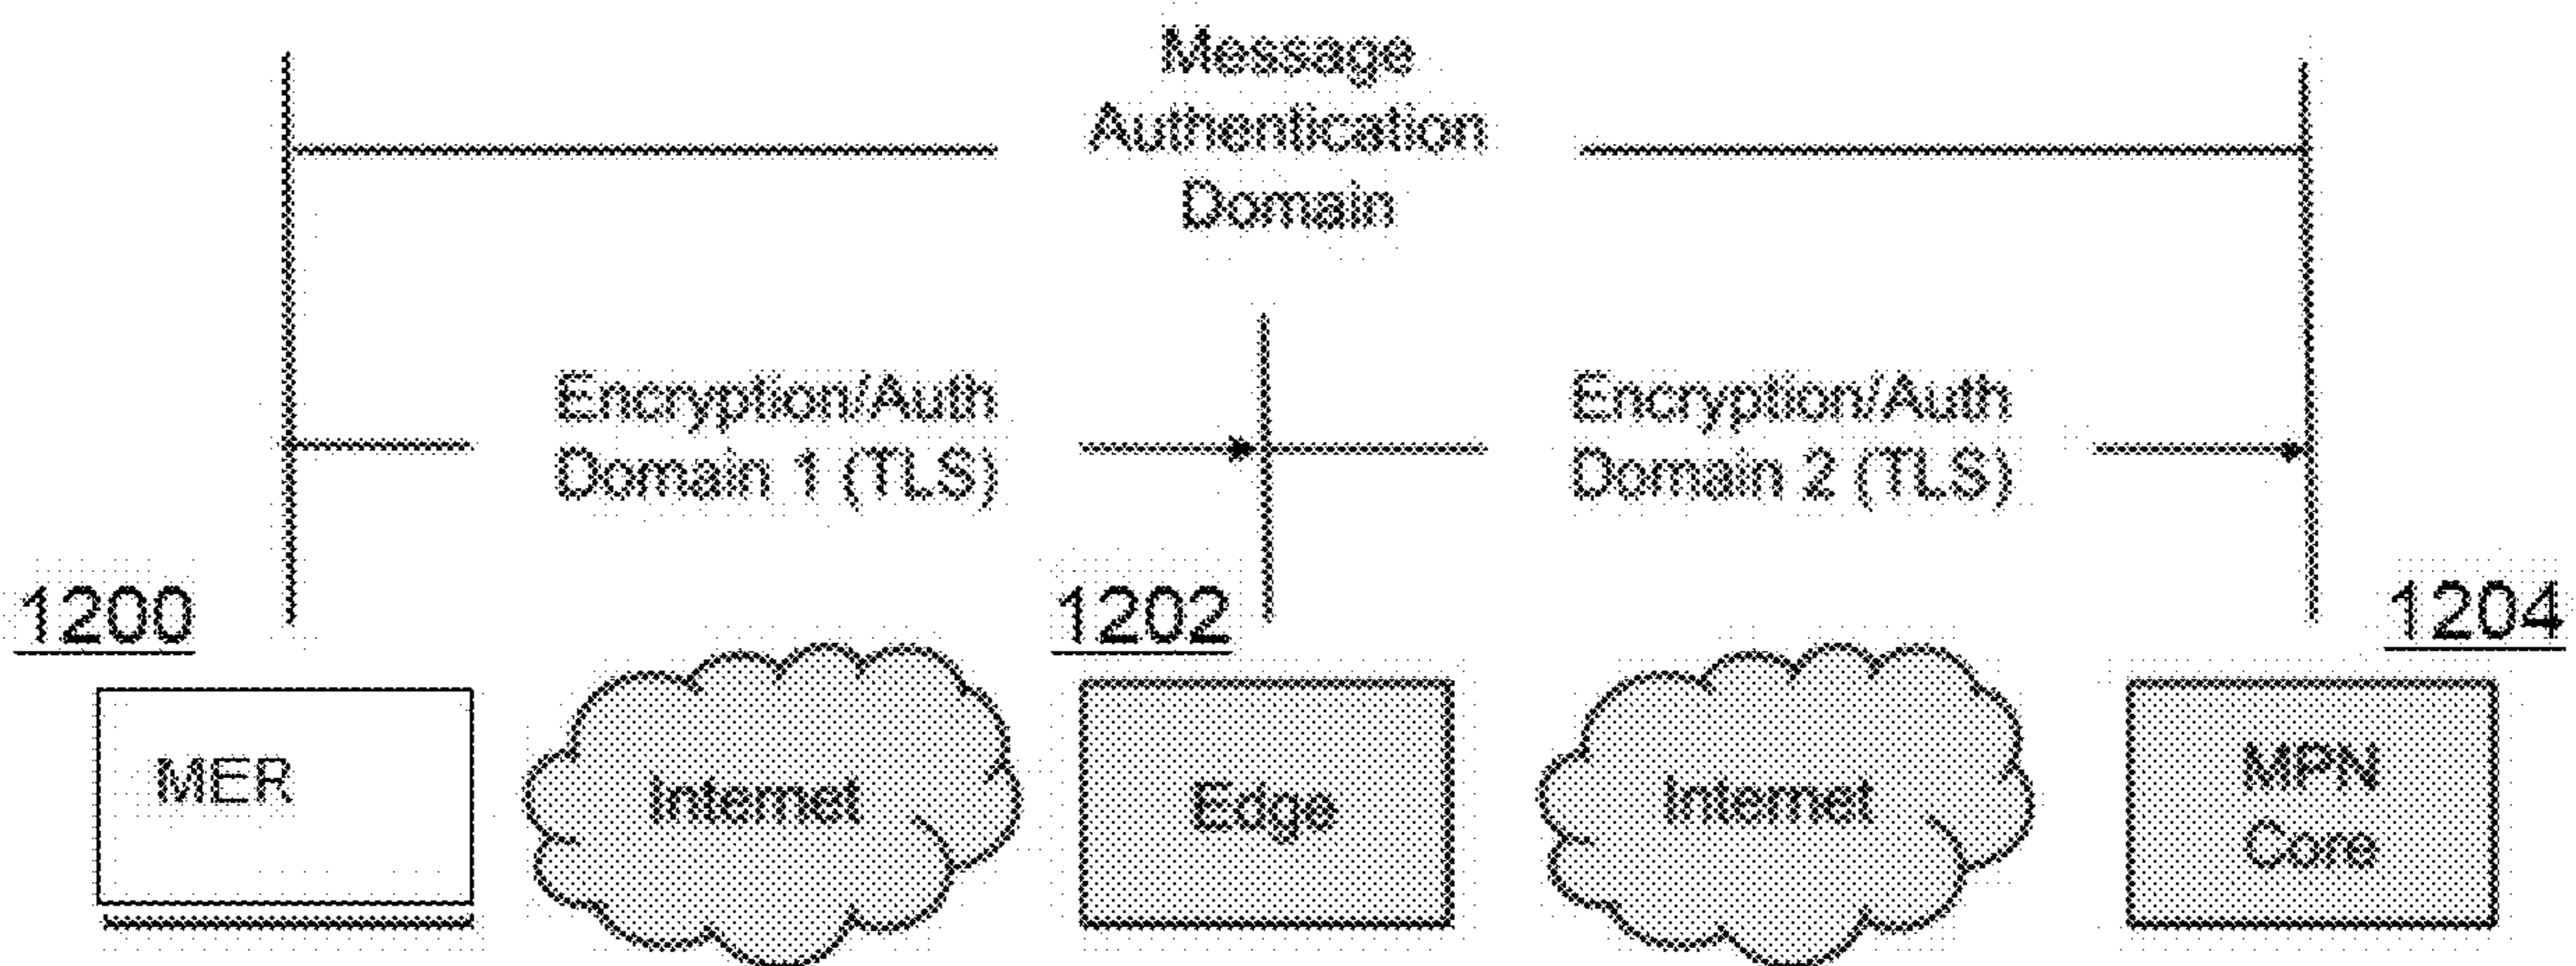 Message
Authentication
Domain
Encryption/Auth
Domain 1 (TLS)
Encryption/Auth
Domain 2 (TLS)
1200
1202
1204
MER
Internet
Edge
Internet
MPN
Core